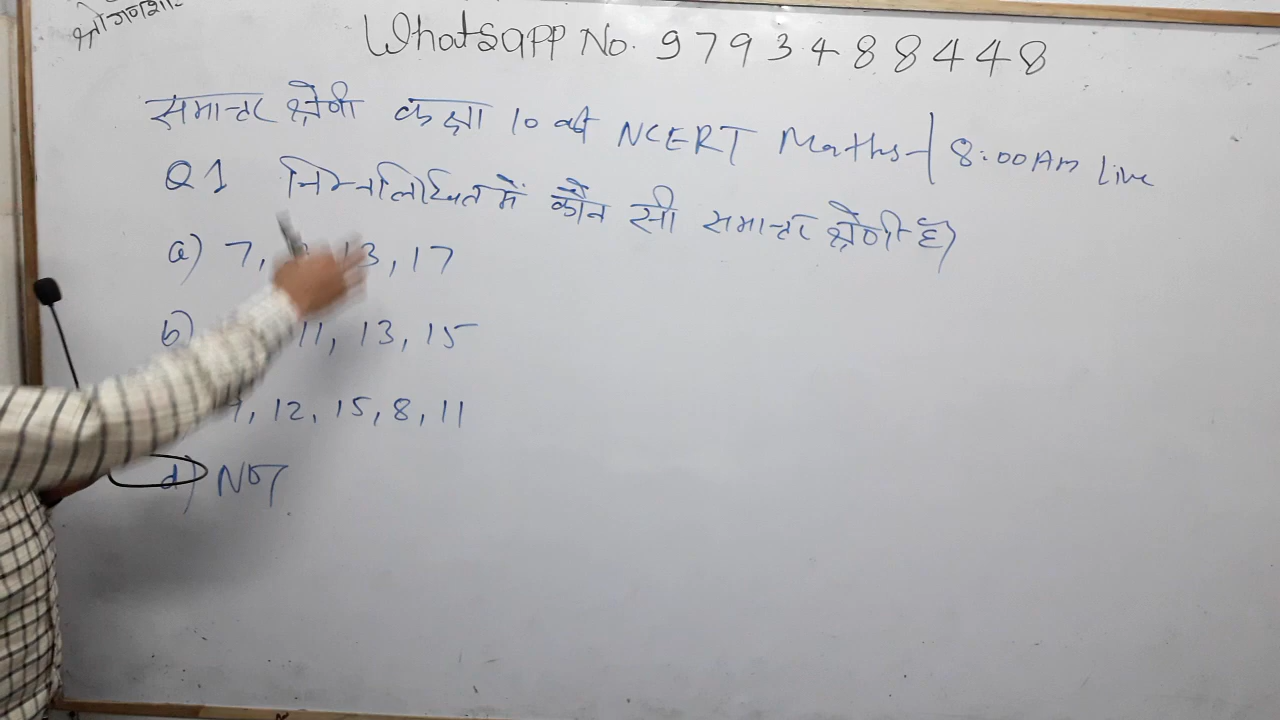 श्री गणेशा
Whatsapp No. 9793488448
समान्तर श्रेणी कक्षा 10 की NCERT Maths-| 8:00 Am Live
Q1 निम्नलिखित में कौन सी समान्तर श्रेणी है)
a) 7, 13, 17
b) 11, 13, 15
12, 15, 8, 11
d) NOT